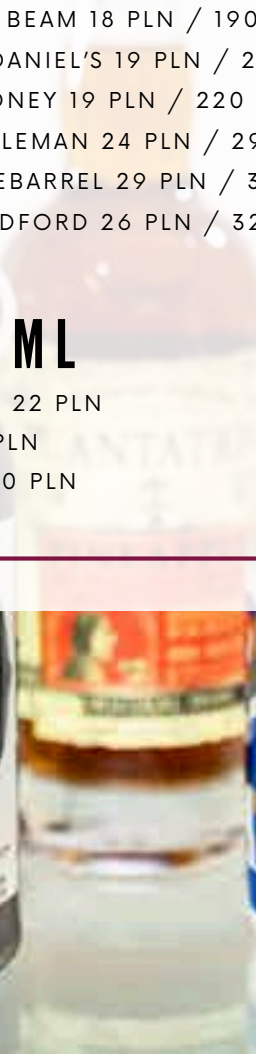 BEAM 18 PLN / 190
DANIEL'S 19 PLN / 2
ONEY 19 PLN / 220
LEMAN 24 PLN / 29
EBARREL 29 PLN / 3
DFORD 26 PLN / 32
ML
22 PLN
PLN
0 PLN
ANTAT